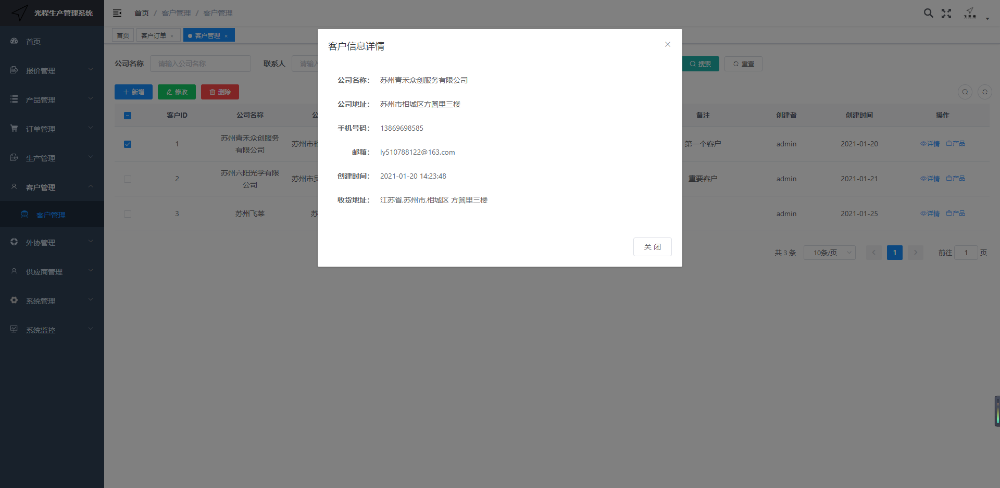 光程生产管理系统
首页 / 客户管理 / 客户管理
首页
客户订单 ×
客户管理 ×
首页
报价管理
产品管理
订单管理
生产管理
客户管理
客户管理
外协管理
供应商管理
系统管理
系统监控
公司名称 请输入公司名称 联系人 请输入
搜索 重置
新增 修改 删除
客户ID 公司名称 公 备注 创建者 创建时间 操作
1 苏州青禾众创服务有限公司 苏州市相 第一个客户 admin 2021-01-20 详情 产品
2 苏州六阳光学有限公司 苏州市吴 重要客户 admin 2021-01-21 详情 产品
3 苏州飞莱 苏 admin 2021-01-25 详情 产品
共 3 条 10条/页 1 前往 1 页
客户信息详情
公司名称: 苏州青禾众创服务有限公司
公司地址: 苏州市相城区方圆里三楼
手机号码: 13869698585
邮箱: ly510788122@163.com
创建时间: 2021-01-20 14:23:48
收货地址: 江苏省,苏州市,相城区 方圆里三楼
关 闭